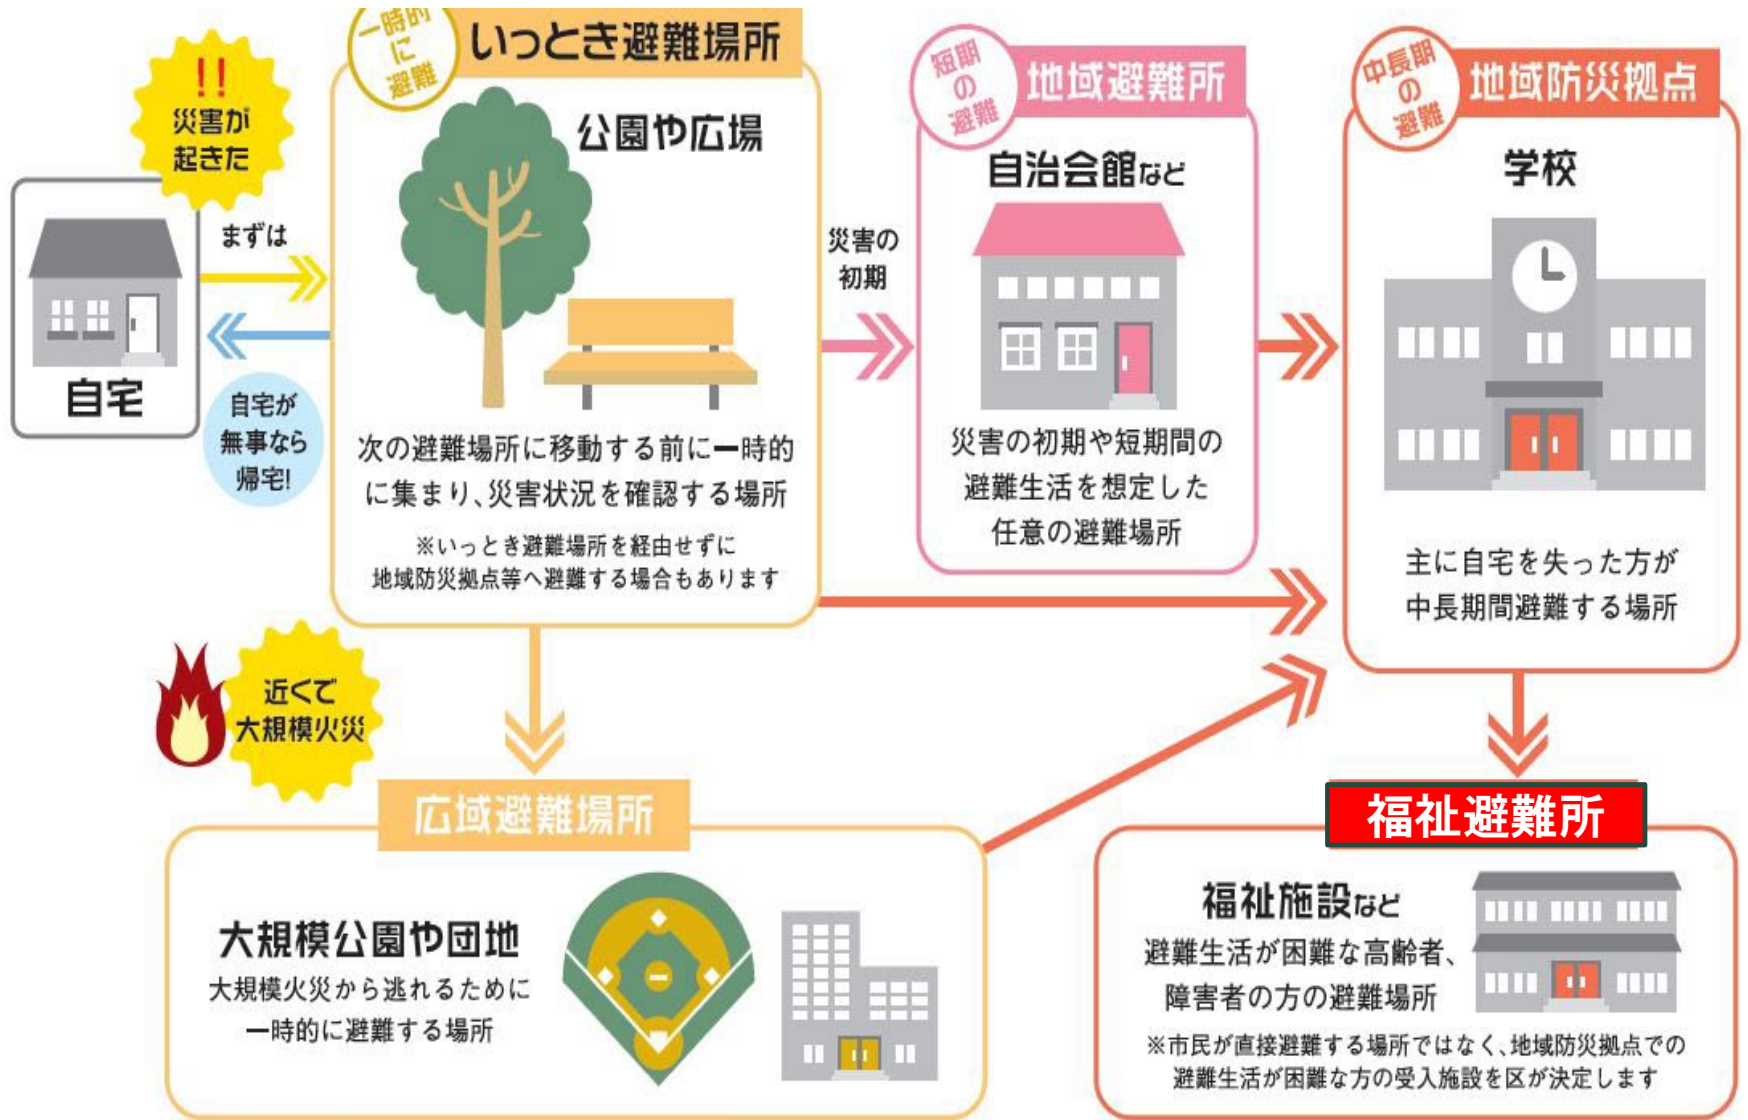 !!
災害が
起きた
自宅
まずは
自宅が
無事なら
帰宅!
一時的
に
避難
いっとき避難場所
公園や広場
次の避難場所に移動する前に一時的
に集まり、災害状況を確認する場所
※いっとき避難場所を経由せずに
地域防災拠点等へ避難する場合もあります
災害の
初期
短期
の
避難
地域避難所
自治会館など
災害の初期や短期間の
避難生活を想定した
任意の避難場所
中長期
の
避難
地域防災拠点
学校
主に自宅を失った方が
中長期間避難する場所
近くで
大規模火災
広域避難場所
大規模公園や団地
大規模火災から逃れるために
一時的に避難する場所
福祉避難所
福祉施設など
避難生活が困難な高齢者、
障害者の方の避難場所
※市民が直接避難する場所ではなく、地域防災拠点での
避難生活が困難な方の受入施設を区が決定します